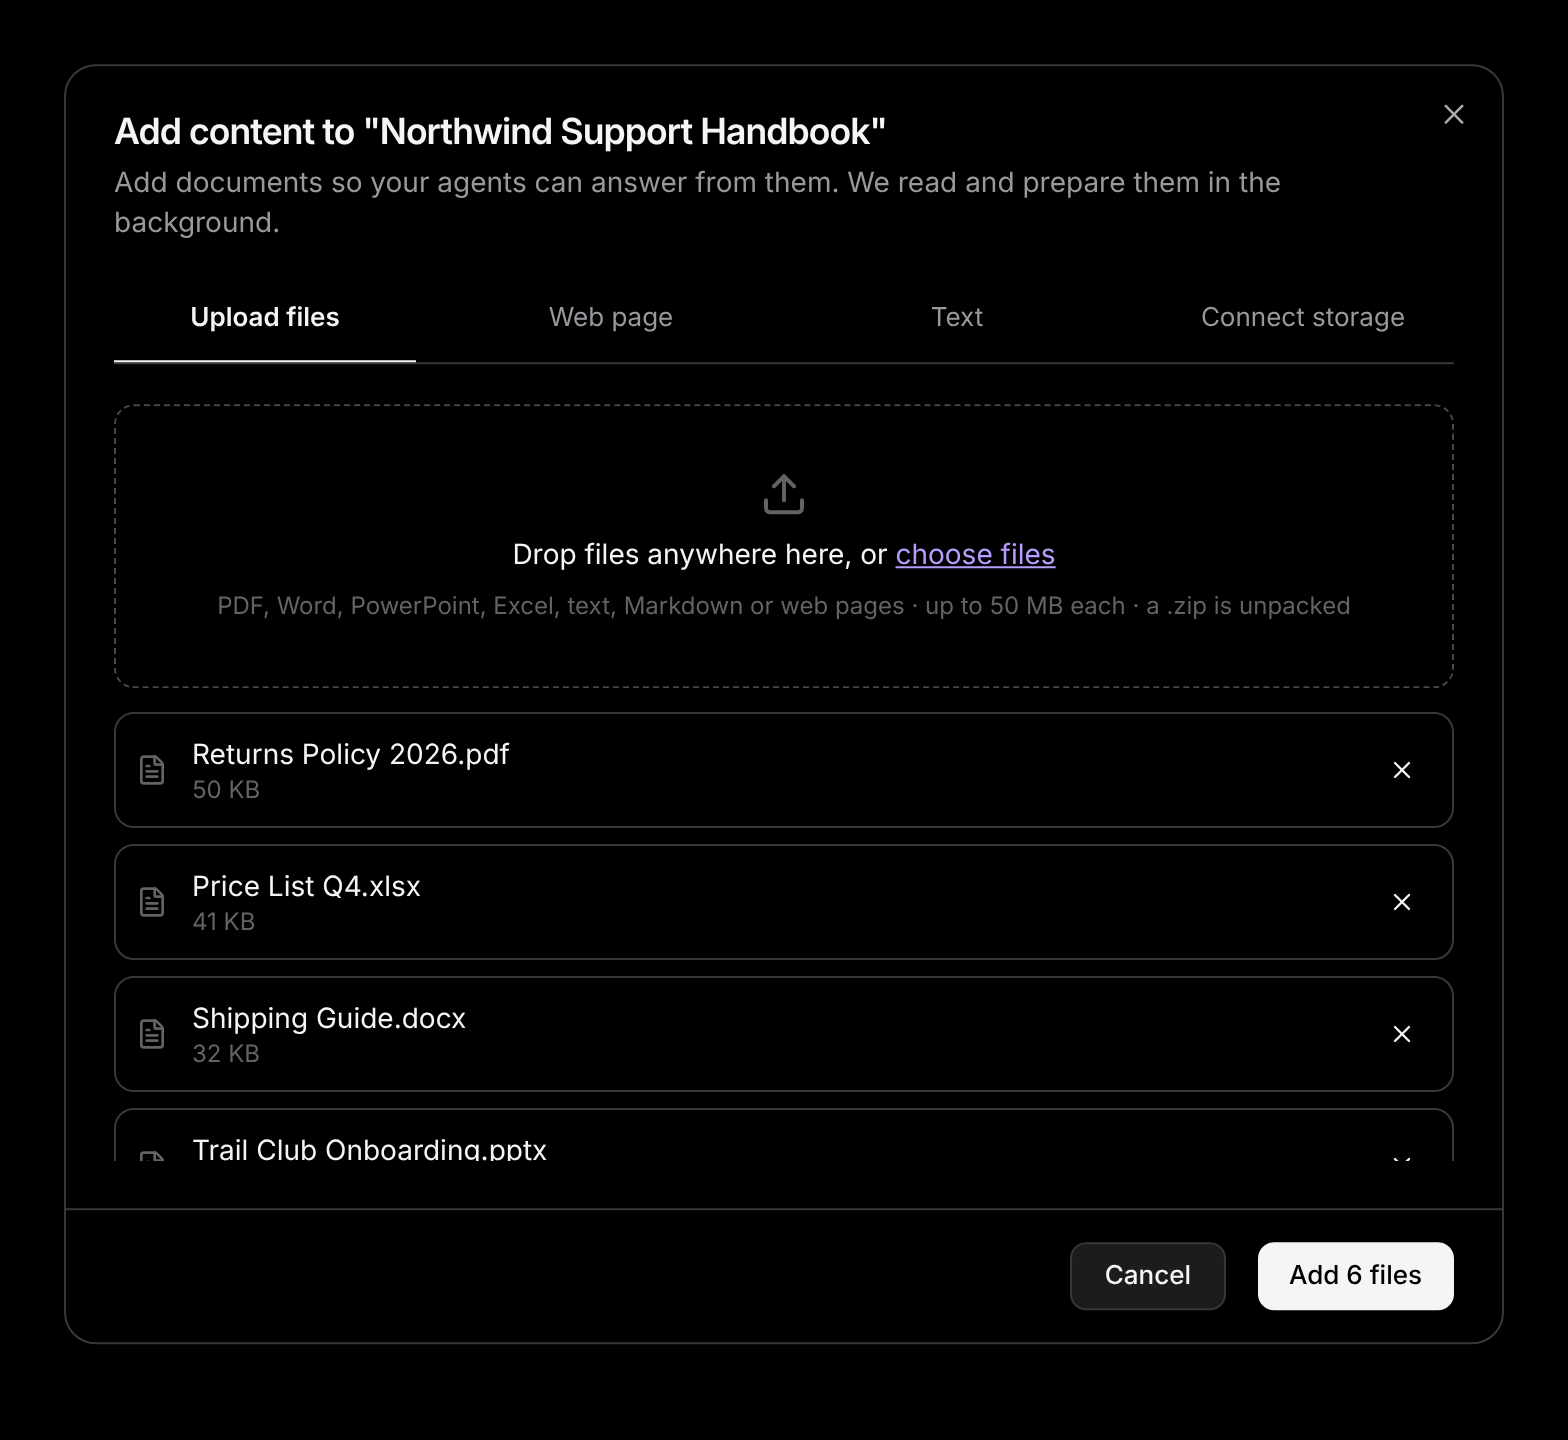 Add content to "Northwind Support Handbook"
Add documents so your agents can answer from them. We read and prepare them in the
background.
Upload files
Web page
Text
Connect storage
Drop files anywhere here, or choose files
PDF, Word, PowerPoint, Excel, text, Markdown or web pages · up to 50 MB each · a .zip is unpacked
Returns Policy 2026.pdf
50 KB
Price List Q4.xlsx
41 KB
Shipping Guide.docx
32 KB
Trail Club Onboarding.pptx
Cancel
Add 6 files